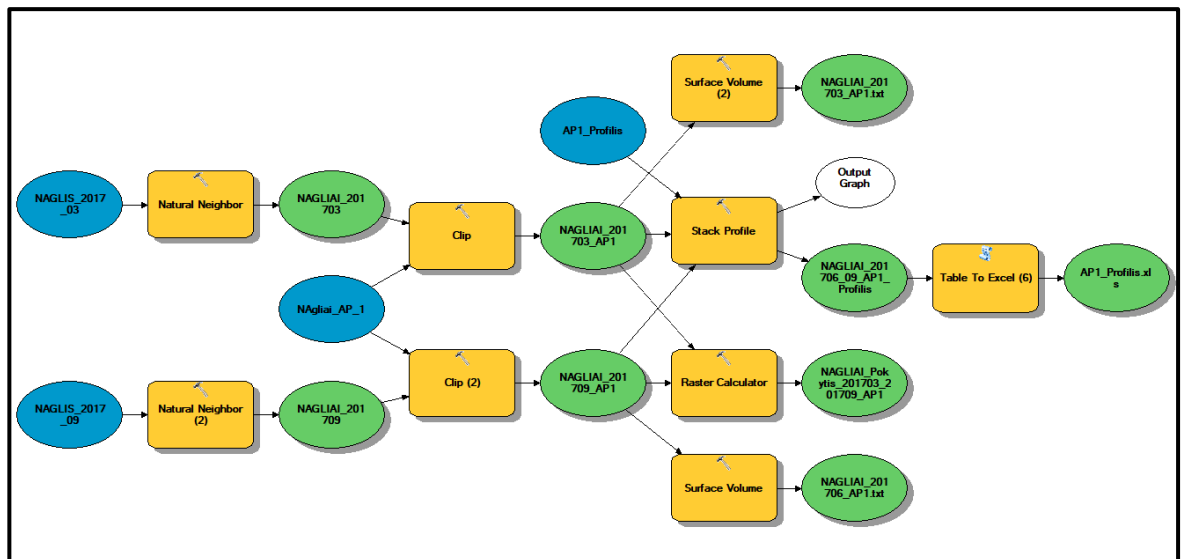 Surface Volume
(2)
NAGLIAI_201
703_AP1.txt
AP1_Profilis
Output
Graph
NAGLIS_2017
_03
Natural Neighbor
NAGLIAI_201
703
Clip
NAGLIAI_201
703_AP1
Stack Profile
NAGLIAI_201
706_09_AP1_
Profilis
Table To Excel (6)
AP1_Profilis.xl
s
NAgliai_AP_1
NAGLIS_2017
_09
Natural Neighbor
(2)
NAGLIAI_201
709
Clip (2)
NAGLIAI_201
709_AP1
Raster Calculator
NAGLIAI_Pok
ytis_201703_2
01709_AP1
Surface Volume
NAGLIAI_201
706_AP1.txt